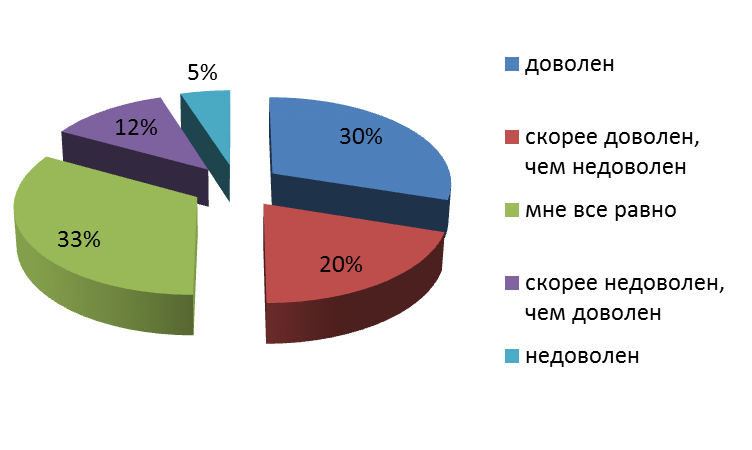 5%
12%
30%
33%
20%
доволен
скорее доволен,
чем недоволен
мне все равно
скорее недоволен,
чем доволен
недоволен